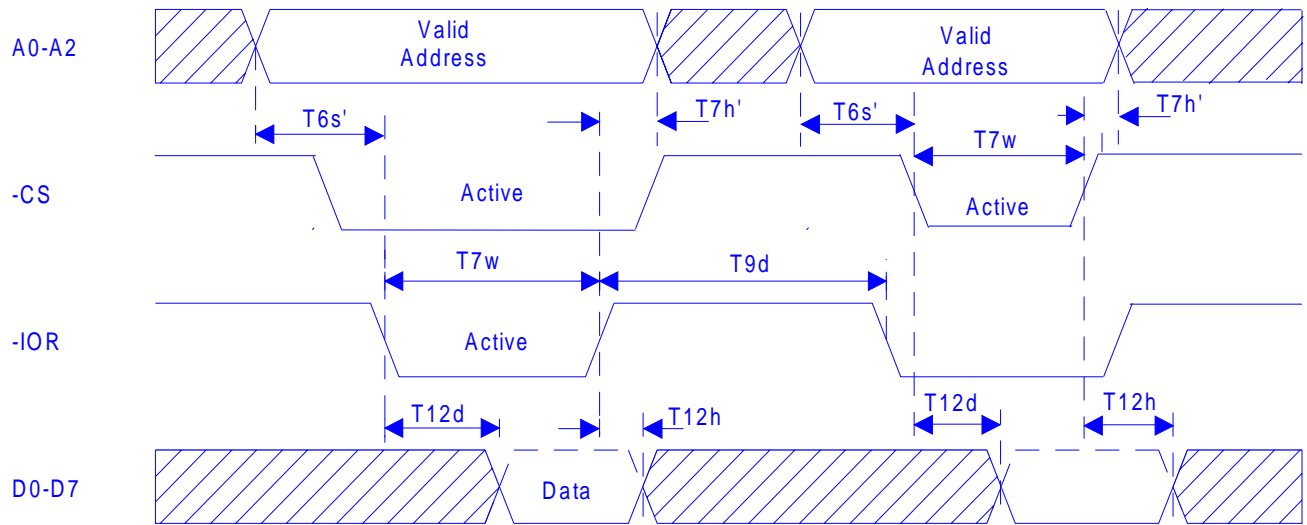 A0-A2
Valid
Address
Valid
Address
T6s'
T7h'
T6s'
T7h'
T7w
-CS
Active
Active
T7w
T9d
-IOR
Active
T12d
T12h
T12d
T12h
D0-D7
Data